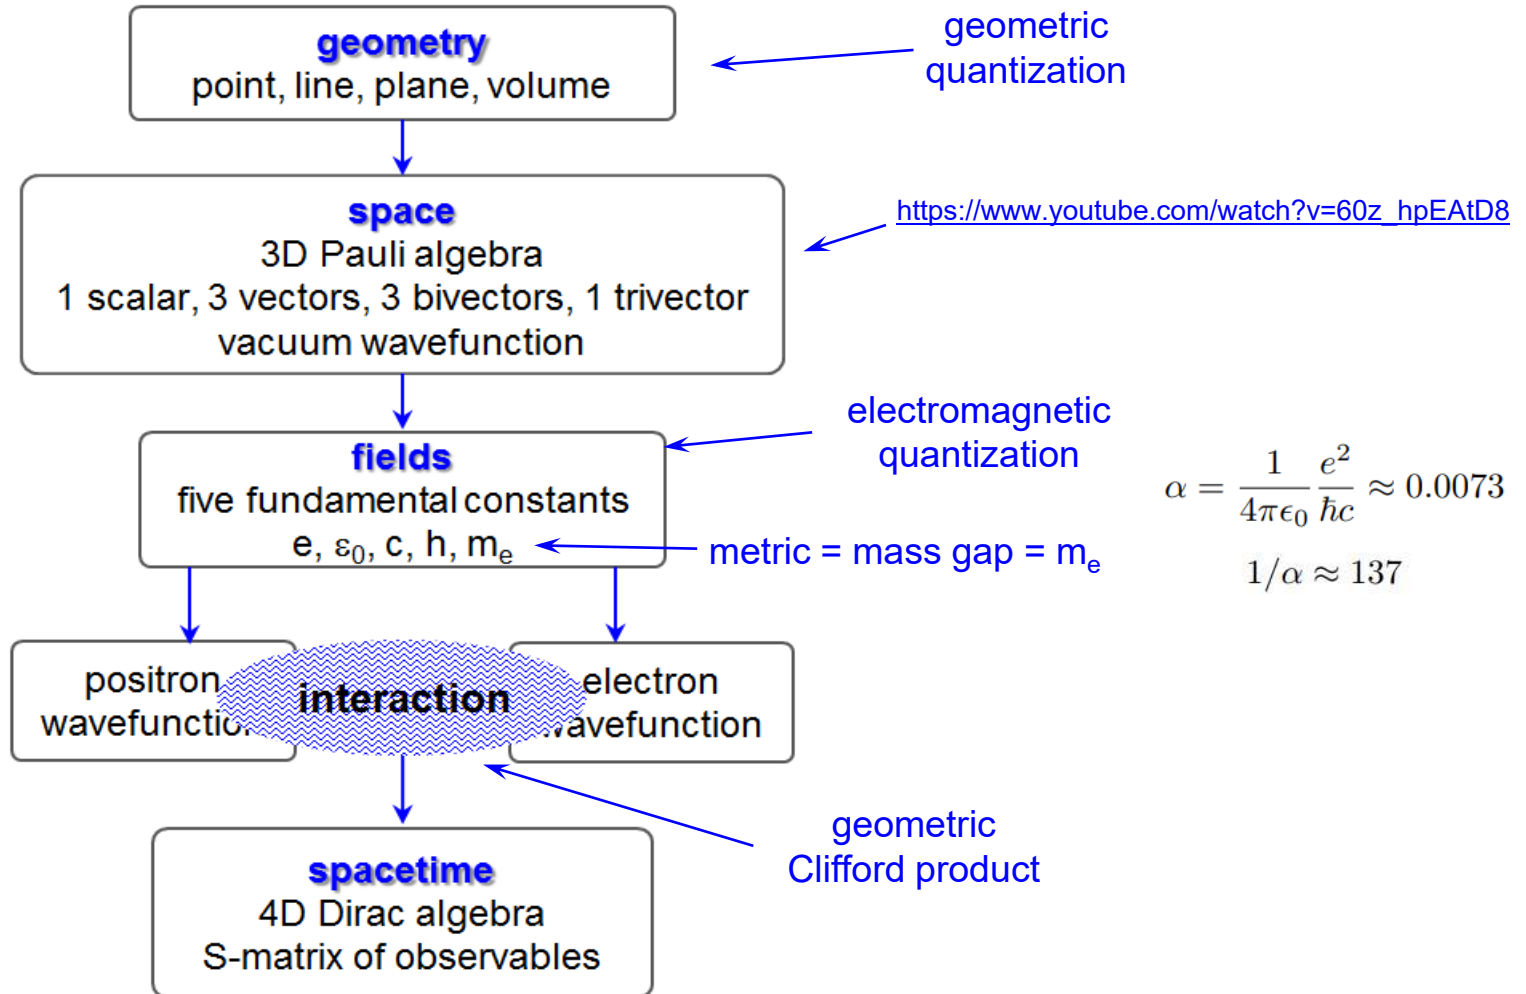 geometry
point, line, plane, volume
geometric
quantization
space
3D Pauli algebra
1 scalar, 3 vectors, 3 bivectors, 1 trivector
vacuum wavefunction
https://www.youtube.com/watch?v=60z_hpEAtD8
fields
five fundamental constants
e, ε₀, c, h, mₑ
electromagnetic
quantization
metric = mass gap = mₑ
α = 1/(4πϵ₀) e²/(ħc) ≈ 0.0073
1/α ≈ 137
positron
wavefunction
interaction
electron
wavefunction
geometric
Clifford product
spacetime
4D Dirac algebra
S-matrix of observables